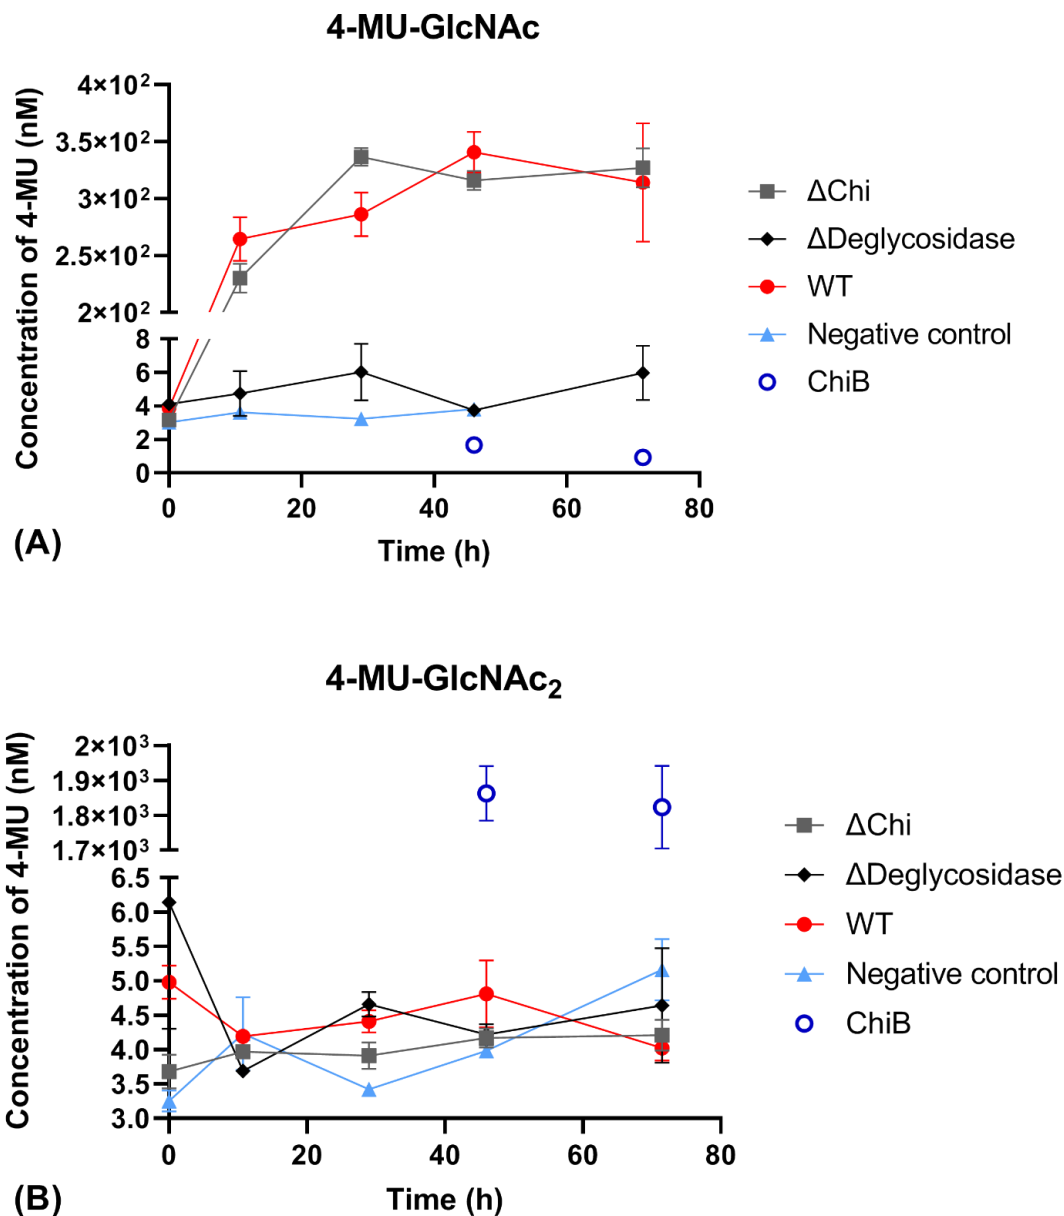 4-MU-GlcNAc
Concentration of 4-MU (nM)
4×10²
3.5×10²
3×10²
2.5×10²
2×10²
8
6
4
2
0
0 20 40 60 80
Time (h)
ΔChi
ΔDeglycosidase
WT
Negative control
ChiB
(A)
4-MU-GlcNAc₂
Concentration of 4-MU (nM)
2×10³
1.9×10³
1.8×10³
1.7×10³
6.5
6.0
5.5
5.0
4.5
4.0
3.5
3.0
0 20 40 60 80
Time (h)
ΔChi
ΔDeglycosidase
WT
Negative control
ChiB
(B)